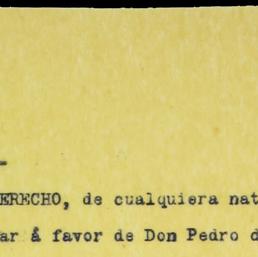 ERECHO, de cualquiera nat
ar á favor de Don Pedro d